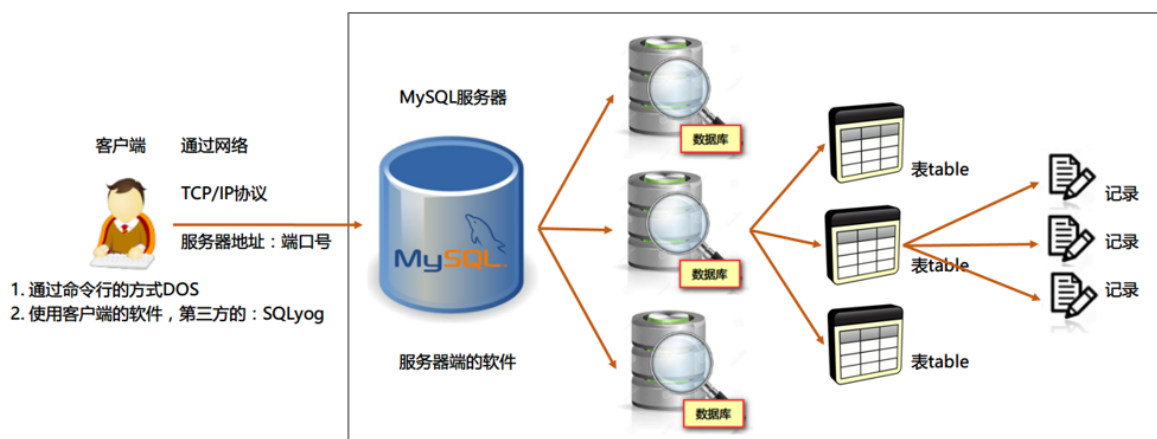 MySQL服务器
客户端
通过网络
TCP/IP协议
服务器地址：端口号
1. 通过命令行的方式DOS
2. 使用客户端的软件，第三方的：SQLyog
MySQL
服务器端的软件
数据库
数据库
数据库
表table
表table
表table
记录
记录
记录